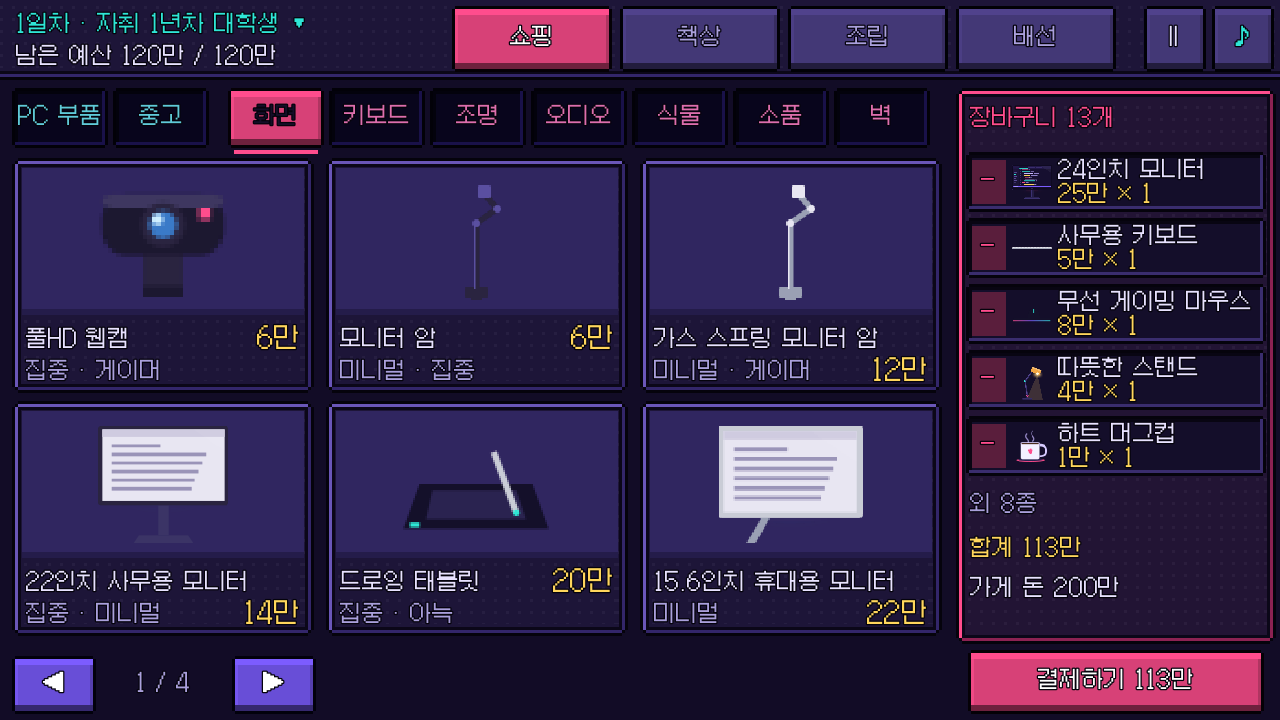 1일차 · 자취 1년차 대학생 ▼
남은 예산 120만 / 120만
쇼핑
책상
조립
배선
PC 부품
중고
화면
키보드
조명
오디오
식물
소품
벽
풀HD 웹캠
6만
집중 · 게이머
모니터 암
6만
미니멀 · 집중
가스 스프링 모니터 암
미니멀 · 게이머
12만
22인치 사무용 모니터
집중 · 미니멀
14만
드로잉 태블릿
20만
집중 · 아늑
15.6인치 휴대용 모니터
미니멀
22만
1 / 4
장바구니 13개
24인치 모니터
25만 × 1
사무용 키보드
5만 × 1
무선 게이밍 마우스
8만 × 1
따뜻한 스탠드
4만 × 1
하트 머그컵
1만 × 1
외 8종
합계 113만
가게 돈 200만
결제하기 113만